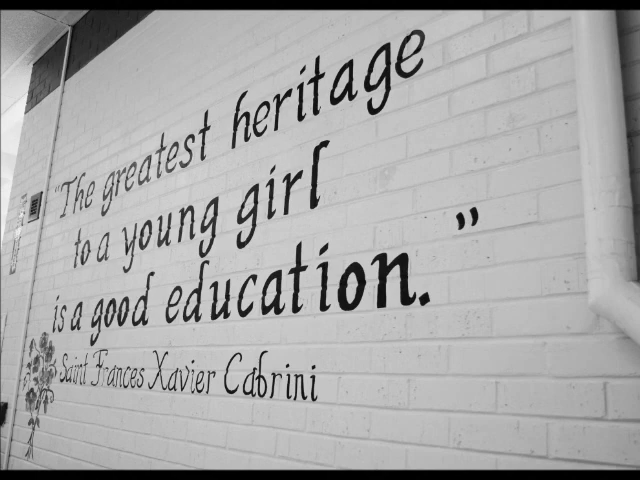 "The greatest heritage
to a young girl
is a good education."
Saint Frances Xavier Cabrini